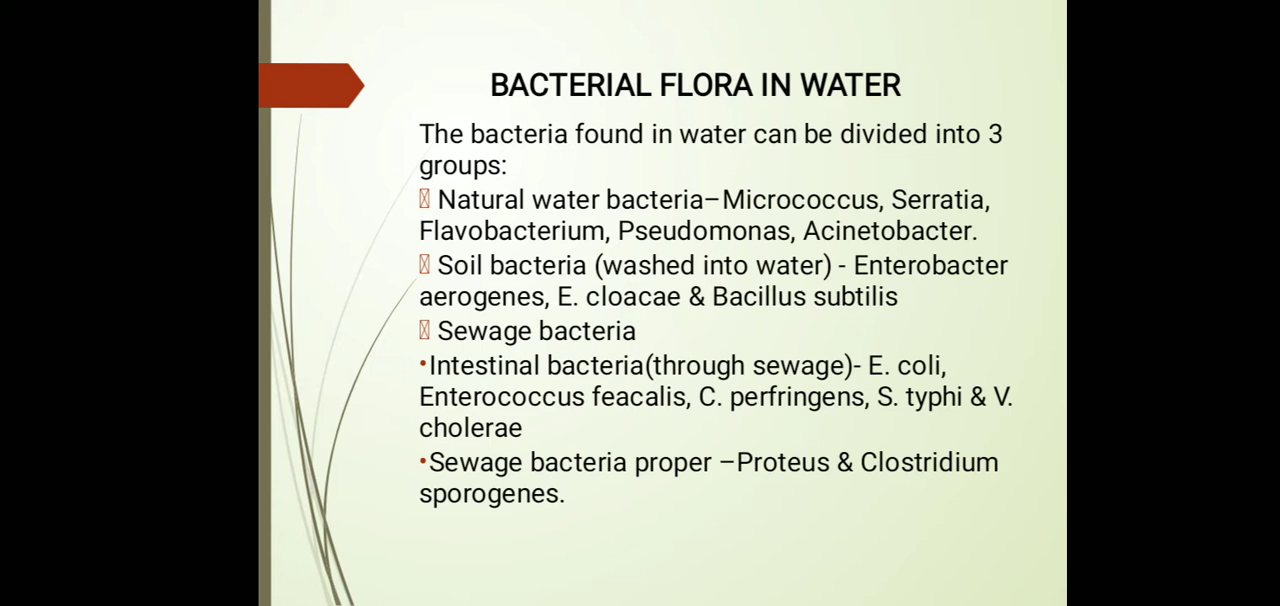 BACTERIAL FLORA IN WATER
The bacteria found in water can be divided into 3
groups:
Natural water bacteria–Micrococcus, Serratia,
Flavobacterium, Pseudomonas, Acinetobacter.
Soil bacteria (washed into water) - Enterobacter
aerogenes, E. cloacae & Bacillus subtilis
Sewage bacteria
•Intestinal bacteria(through sewage)- E. coli,
Enterococcus feacalis, C. perfringens, S. typhi & V.
cholerae
•Sewage bacteria proper –Proteus & Clostridium
sporogenes.